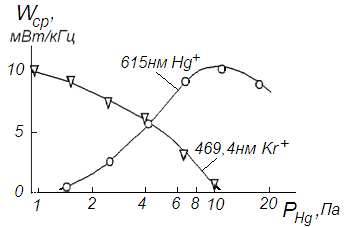 W ср,
мВт/кГц
615нм Hg⁺
10
5
469,4нм Kr⁺
0
1 2 4 6 8 10 20 P Hg, Па